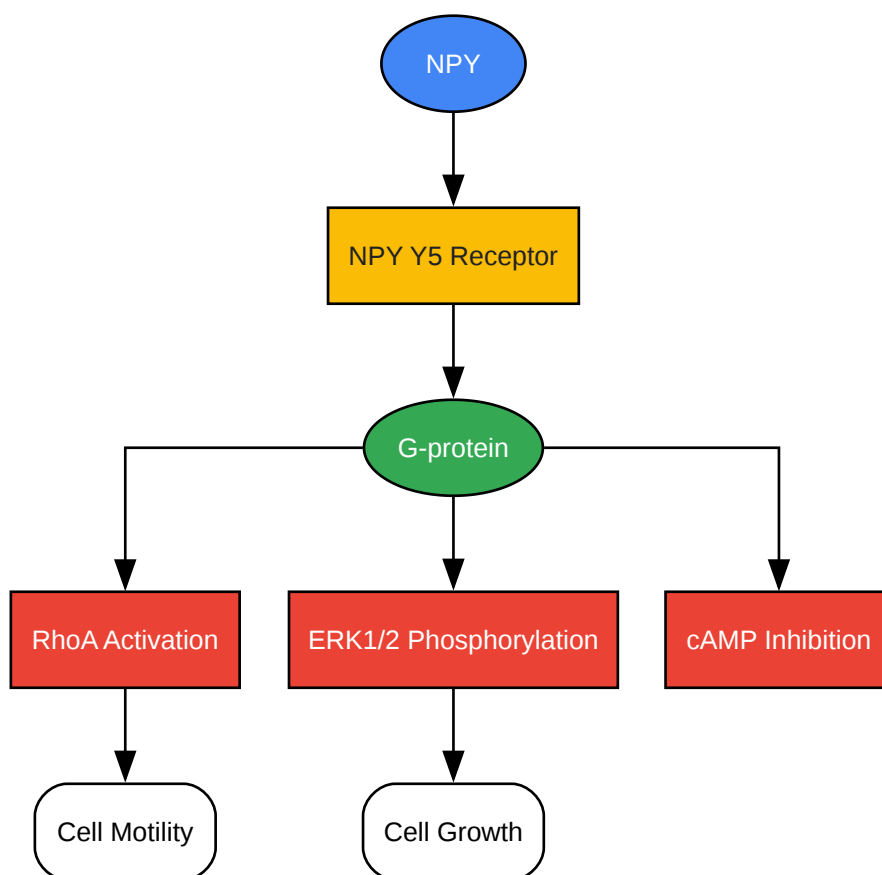 NPY
NPY Y5 Receptor
G-protein
RhoA Activation
ERK1/2 Phosphorylation
cAMP Inhibition
Cell Motility
Cell Growth